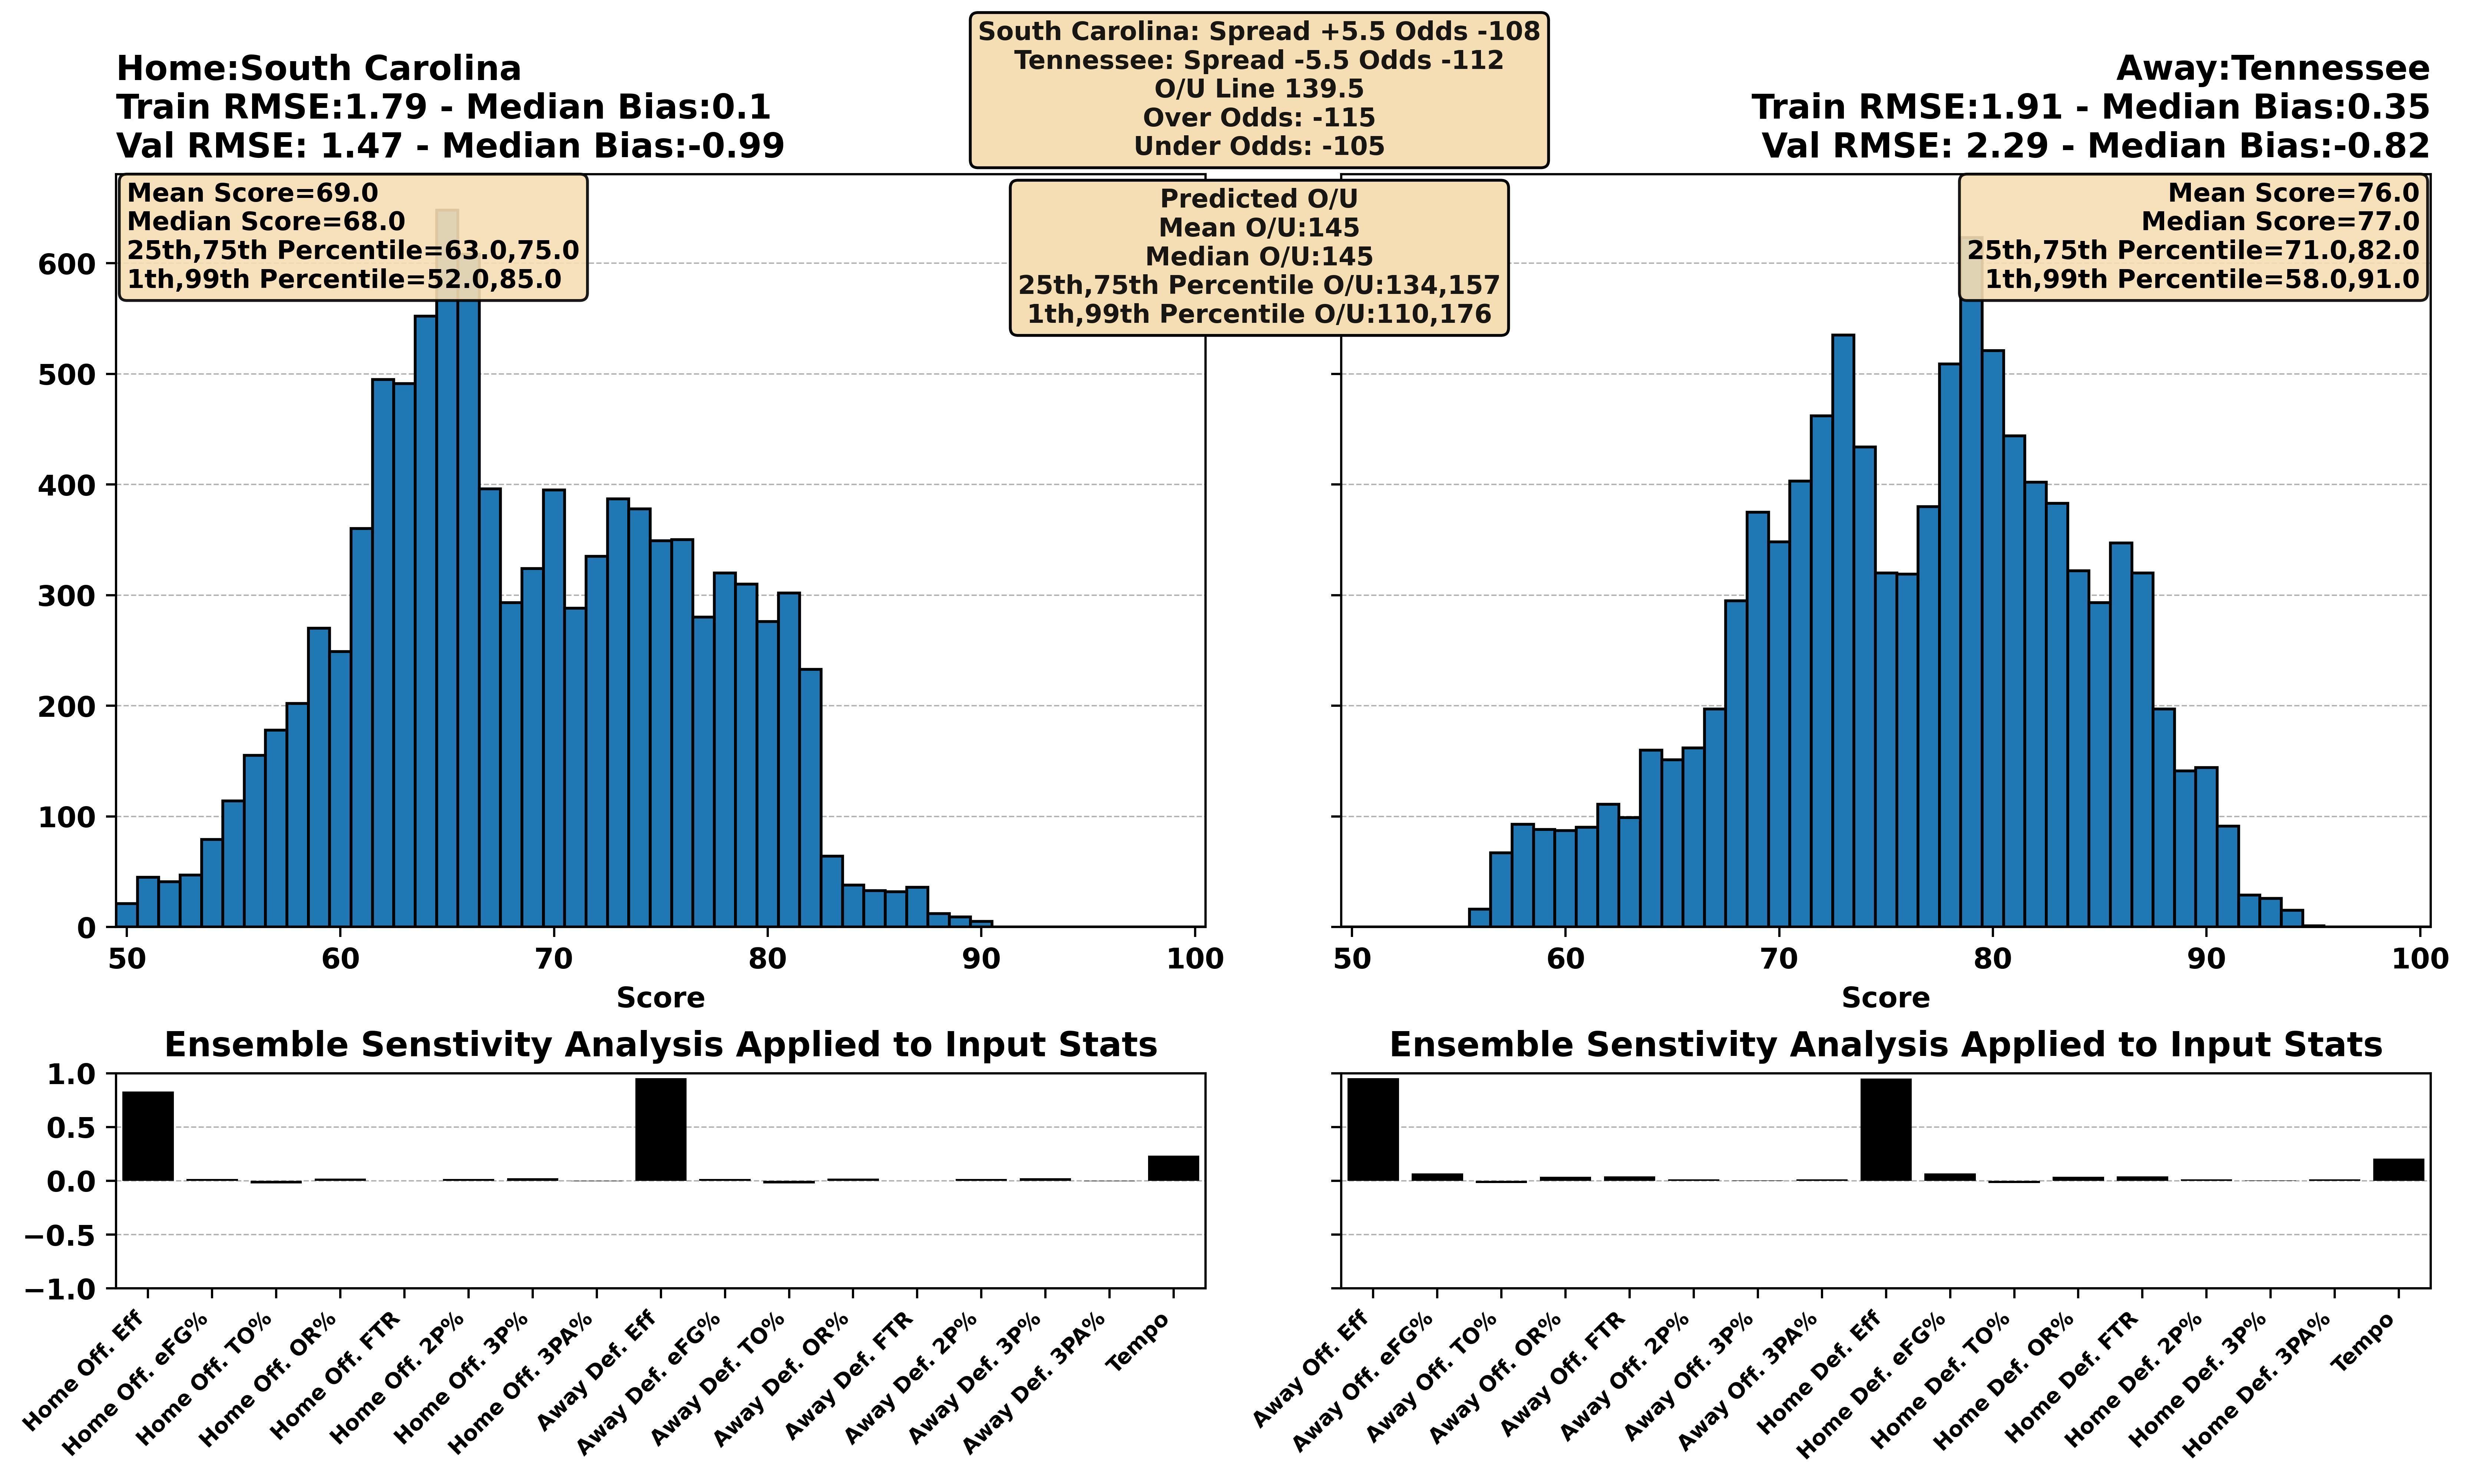 South Carolina: Spread +5.5 Odds -108
Tennessee: Spread -5.5 Odds -112
O/U Line 139.5
Over Odds: -115
Under Odds: -105
Home:South Carolina
Train RMSE:1.79 - Median Bias:0.1
Val RMSE: 1.47 - Median Bias:-0.99
Away:Tennessee
Train RMSE:1.91 - Median Bias:0.35
Val RMSE: 2.29 - Median Bias:-0.82
Mean Score=69.0
Median Score=68.0
25th,75th Percentile=63.0,75.0
1th,99th Percentile=52.0,85.0
Predicted O/U
Mean O/U:145
Median O/U:145
25th,75th Percentile O/U:134,157
1th,99th Percentile O/U:110,176
Mean Score=76.0
Median Score=77.0
25th,75th Percentile=71.0,82.0
1th,99th Percentile=58.0,91.0
600
500
400
300
200
100
0
50 60 70 80 90 100
Score
50 60 70 80 90 100
Score
Ensemble Senstivity Analysis Applied to Input Stats
Ensemble Senstivity Analysis Applied to Input Stats
1.0
0.5
0.0
−0.5
−1.0
Home Off. Eff
Home Off. eFG%
Home Off. TO%
Home Off. OR%
Home Off. FTR
Home Off. 2P%
Home Off. 3P%
Home Off. 3PA%
Away Def. Eff
Away Def. eFG%
Away Def. TO%
Away Def. OR%
Away Def. FTR
Away Def. 2P%
Away Def. 3P%
Away Def. 3PA%
Tempo
Away Off. Eff
Away Off. eFG%
Away Off. TO%
Away Off. OR%
Away Off. FTR
Away Off. 2P%
Away Off. 3P%
Away Off. 3PA%
Home Def. Eff
Home Def. eFG%
Home Def. TO%
Home Def. OR%
Home Def. FTR
Home Def. 2P%
Home Def. 3P%
Home Def. 3PA%
Tempo